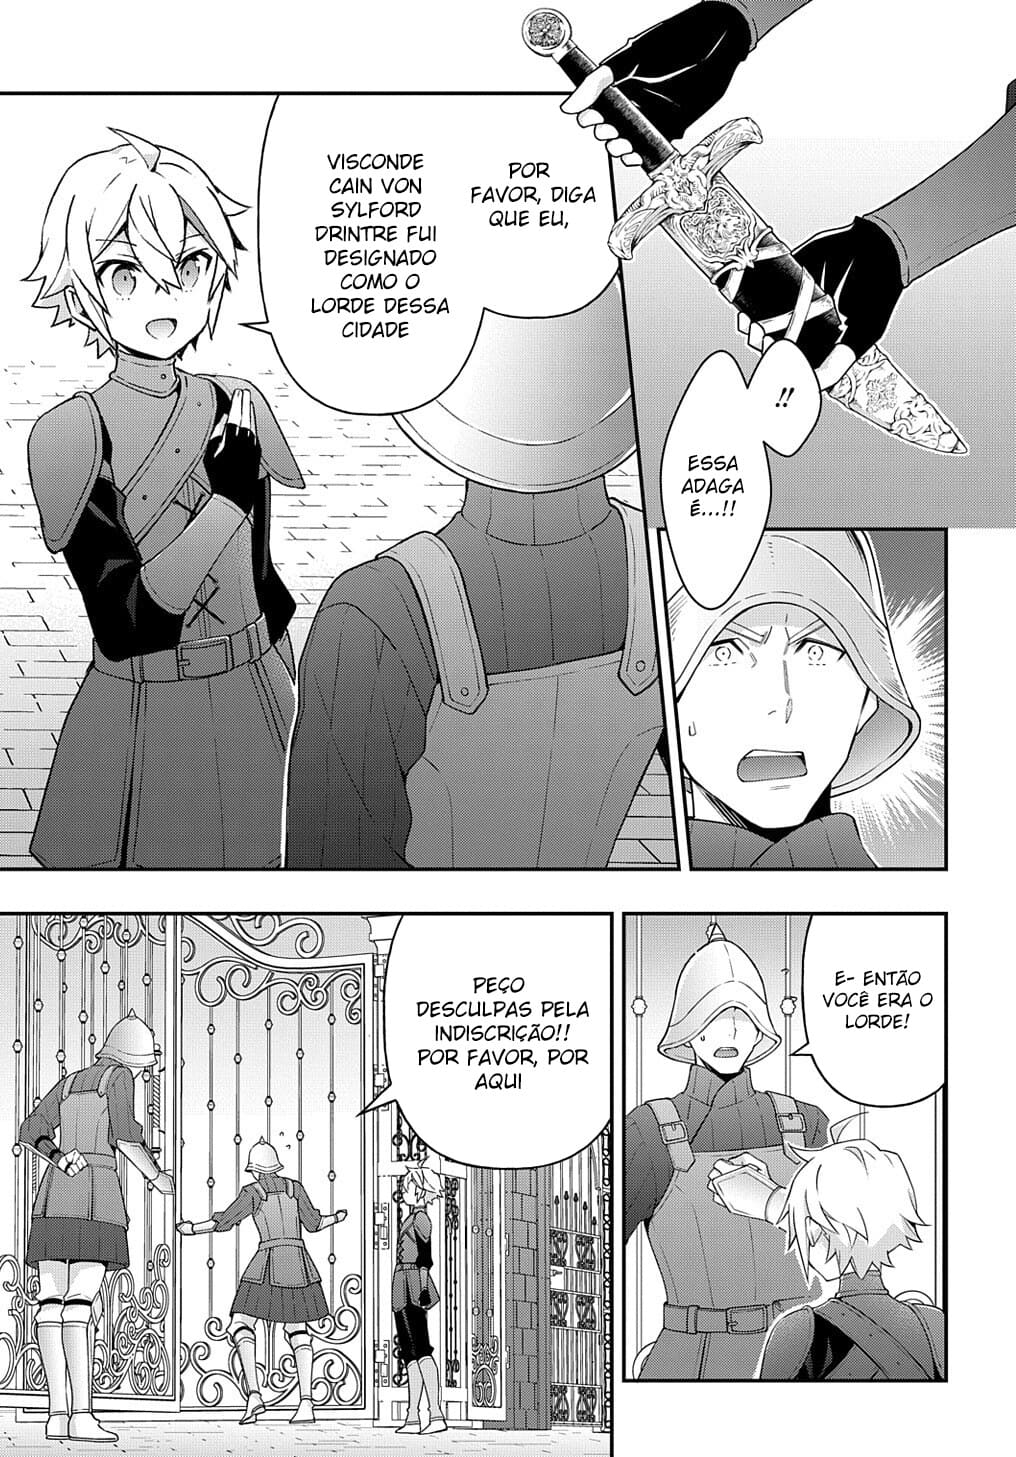 !!
ESSA
ADAGA
É...!!
POR
FAVOR, DIGA
QUE EU,
VISCONDE
CAIN VON
SYLFORD
DRINTRE FUI
DESIGNADO
COMO O
LORDE DESSA
CIDADE
E- ENTÃO
VOCÊ ERA O
LORDE!
PEÇO
DESCULPAS PELA
INDISCRIÇÃO!!
POR FAVOR, POR
AQUI